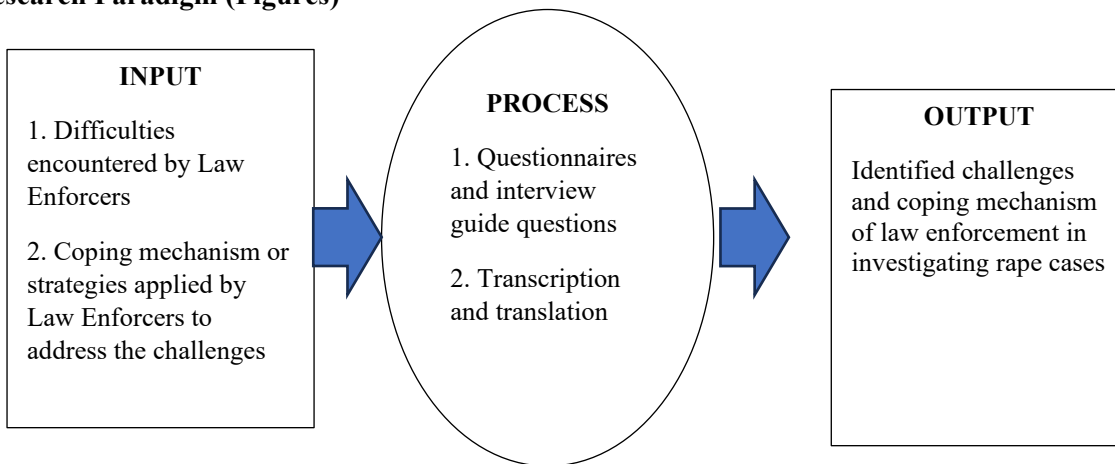 Research Paradigm (Figures)
INPUT
1. Difficulties
encountered by Law
Enforcers
2. Coping mechanism or
strategies applied by
Law Enforcers to
address the challenges
PROCESS
1. Questionnaires
and interview
guide questions
2. Transcription
and translation
OUTPUT
Identified challenges
and coping mechanism
of law enforcement in
investigating rape cases